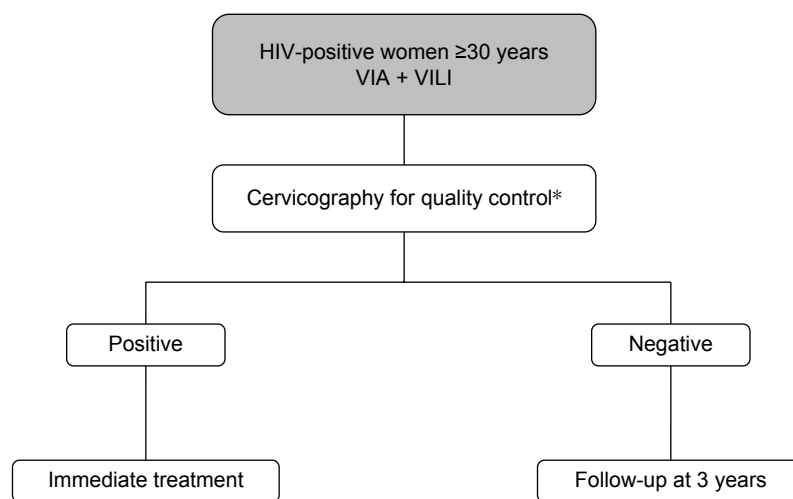 HIV-positive women ≥30 years
VIA + VILI
Cervicography for quality control*
Positive
Negative
Immediate treatment
Follow-up at 3 years